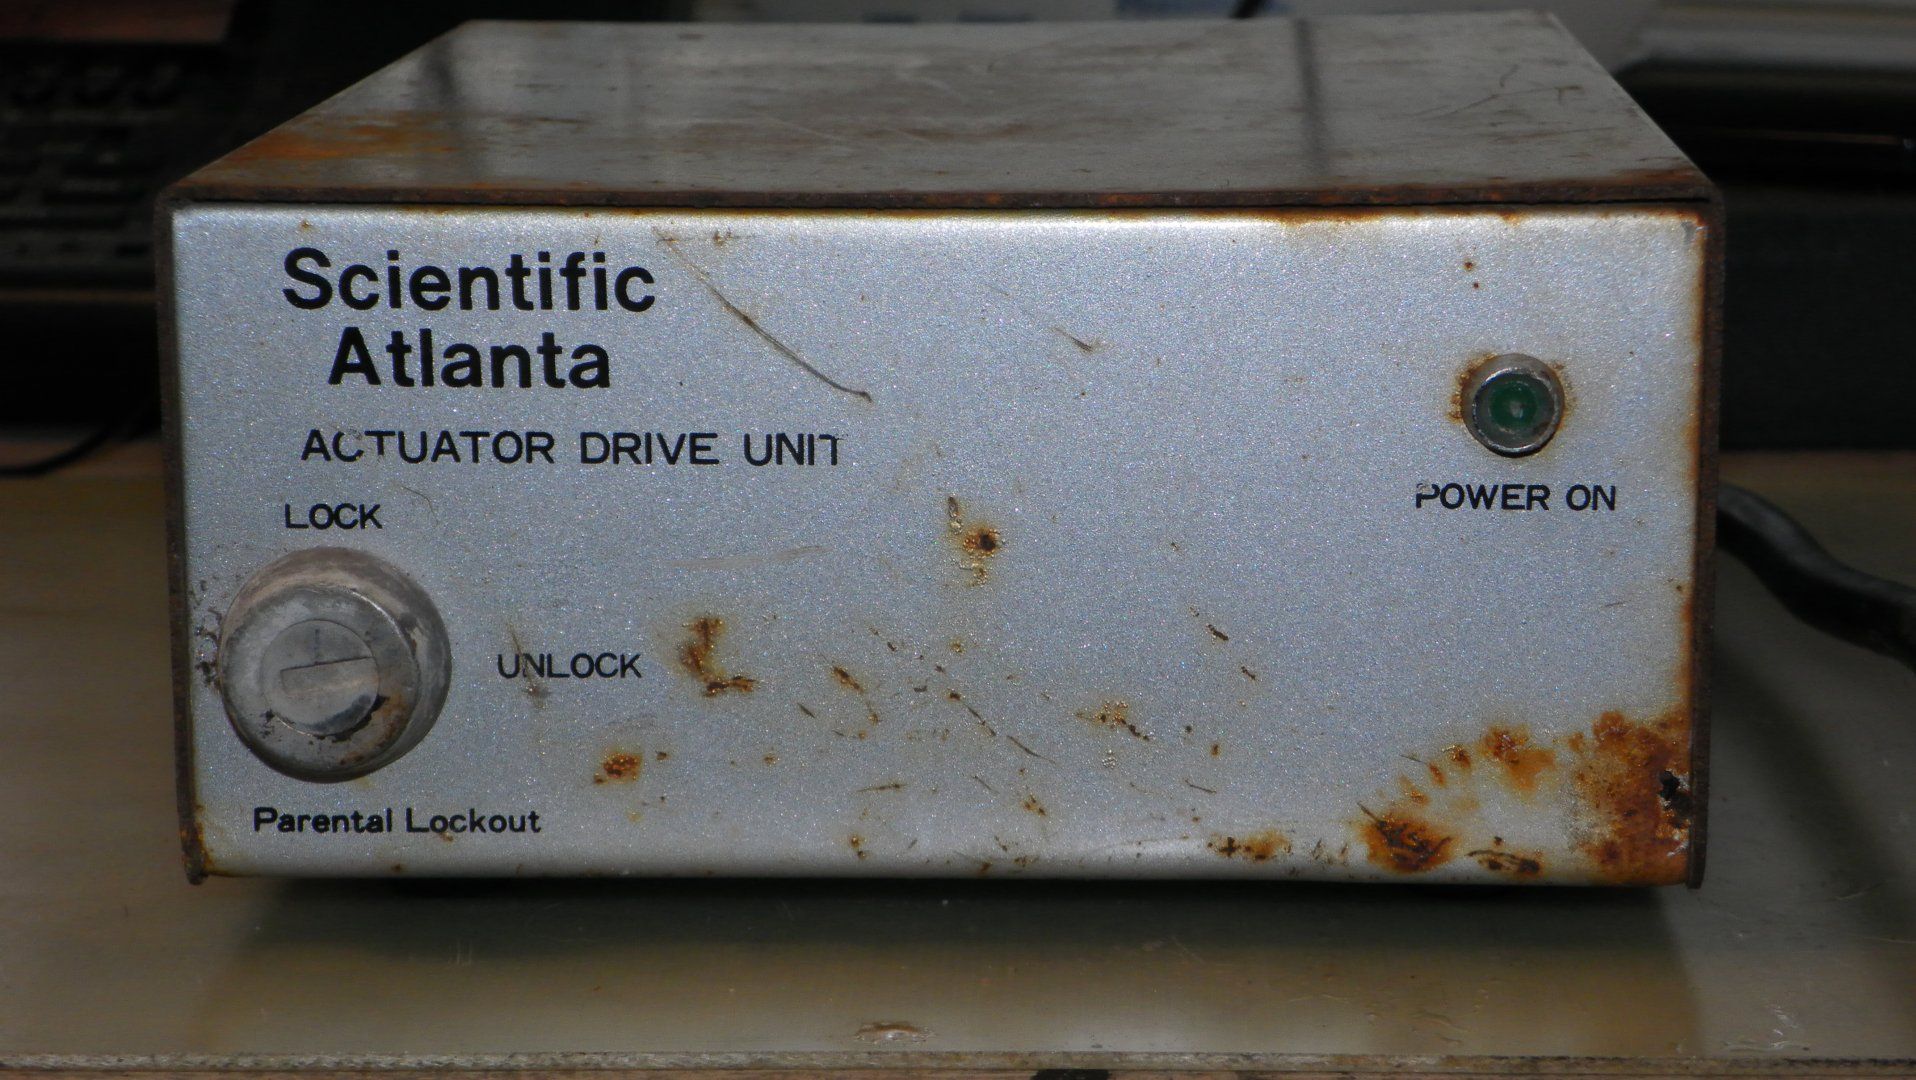 Scientific
Atlanta
ACTUATOR DRIVE UNIT
LOCK
POWER ON
UNLOCK
Parental Lockout